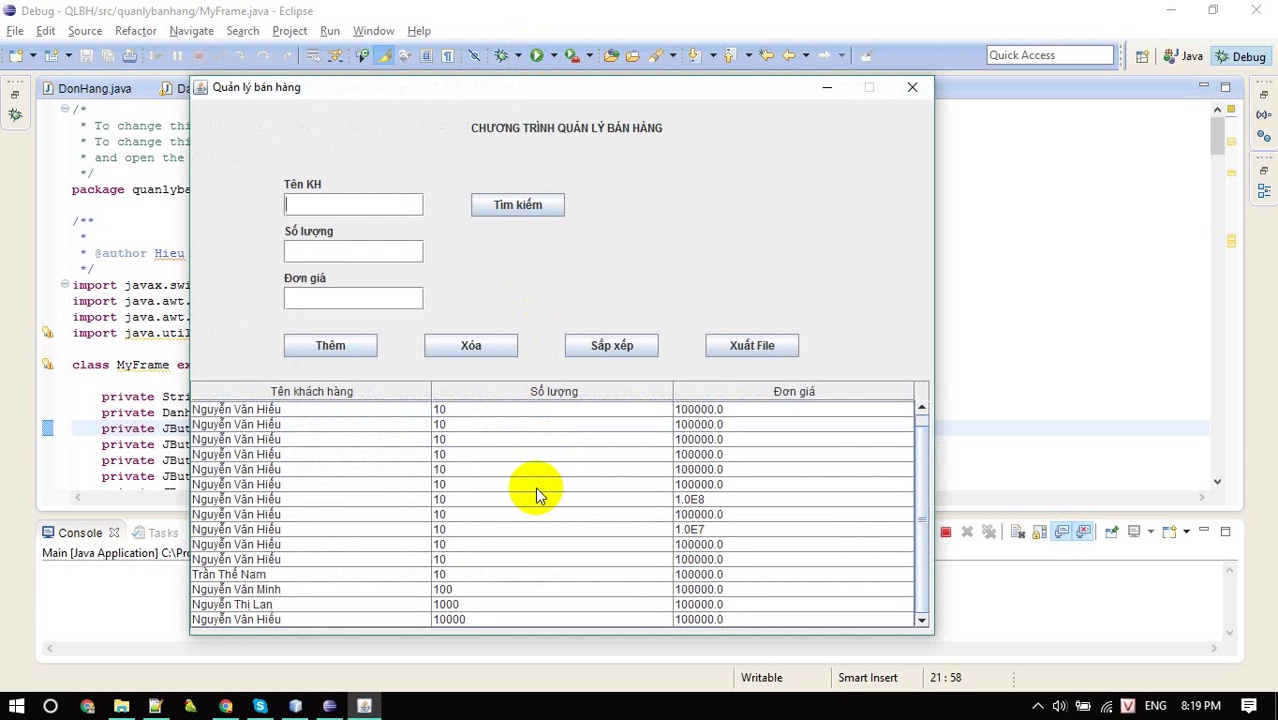 Debug - QLBH/src/quanlybanhang/MyFrame.java - Eclipse
File Edit Source Refactor Navigate Search Project Run Window Help
Quick Access
Java
Debug
DonHang.java
Da
/*
* To change thi
* To change thi
* and open the
*/
package quanlyba
/**
*
* @author Hieu
*/
import javax.swi
import java.awt.
import java.awt.
import java.util
class MyFrame ex
private Stri
private Danh
private JBut
private JBut
private JBut
private JBut
Quản lý bán hàng
CHƯƠNG TRÌNH QUẢN LÝ BÁN HÀNG
Tên KH
Tìm kiếm
Số lượng
Đơn giá
Thêm Xóa Sắp xếp Xuất File
Tên khách hàng Số lượng Đơn giá
Nguyễn Văn Hiếu 10 100000.0
Nguyễn Văn Hiếu 10 100000.0
Nguyễn Văn Hiếu 10 100000.0
Nguyễn Văn Hiếu 10 100000.0
Nguyễn Văn Hiếu 10 100000.0
Nguyễn Văn Hiếu 10 100000.0
Nguyễn Văn Hiếu 10 1.0E8
Nguyễn Văn Hiếu 10 100000.0
Nguyễn Văn Hiếu 10 1.0E7
Nguyễn Văn Hiếu 10 100000.0
Nguyễn Văn Hiếu 10 100000.0
Trần Thế Nam 10 100000.0
Nguyễn Văn Minh 100 100000.0
Nguyễn Thị Lan 1000 100000.0
Nguyễn Văn Hiếu 10000 100000.0
Console
Tasks
Main [Java Application] C:\Pro
Writable Smart Insert 21 : 58
ENG 8:19 PM